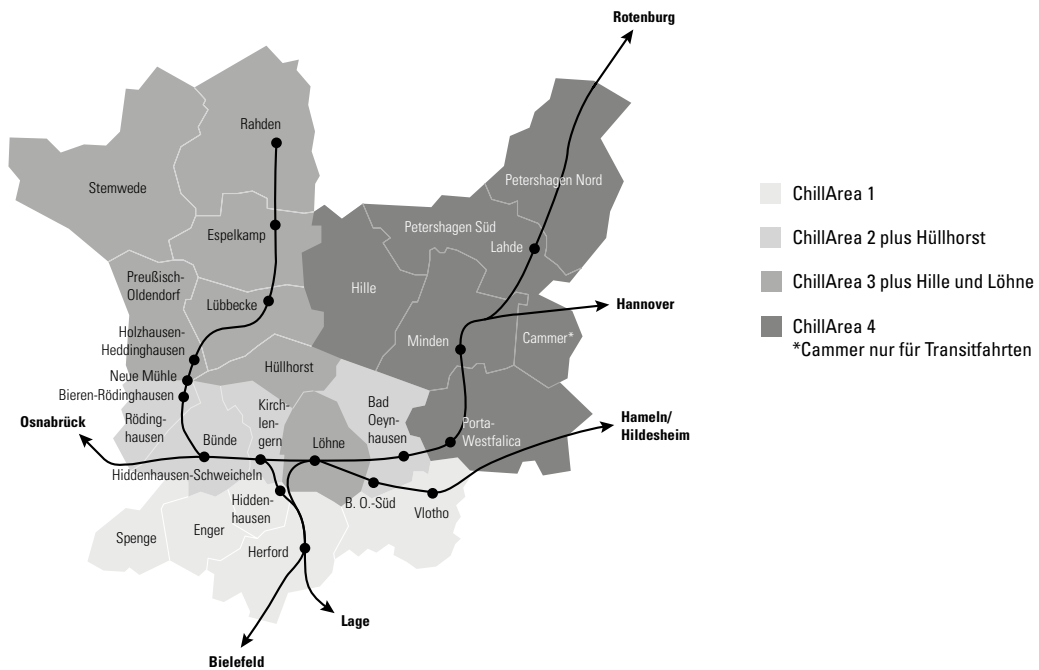 Rotenburg
Rahden
Stemwede
Petershagen Nord
Petershagen Süd
Espelkamp
Lahde
Preußisch-
Oldendorf
Hille
Lübbecke
Hannover
Holzhausen-
Heddinghausen
Minden
Cammer*
Hüllhorst
Neue Mühle
Bieren-Rödinghausen
Kirch-
lengern
Bad
Oeyn-
hausen
Röding-
hausen
Osnabrück
Bünde
Löhne
Porta-
Westfalica
Hameln/
Hildesheim
Hiddenhausen-Schweicheln
Hidden-
hausen
B. O.-Süd
Vlotho
Spenge
Enger
Herford
Lage
Bielefeld
ChillArea 1
ChillArea 2 plus Hüllhorst
ChillArea 3 plus Hille und Löhne
ChillArea 4
*Cammer nur für Transitfahrten